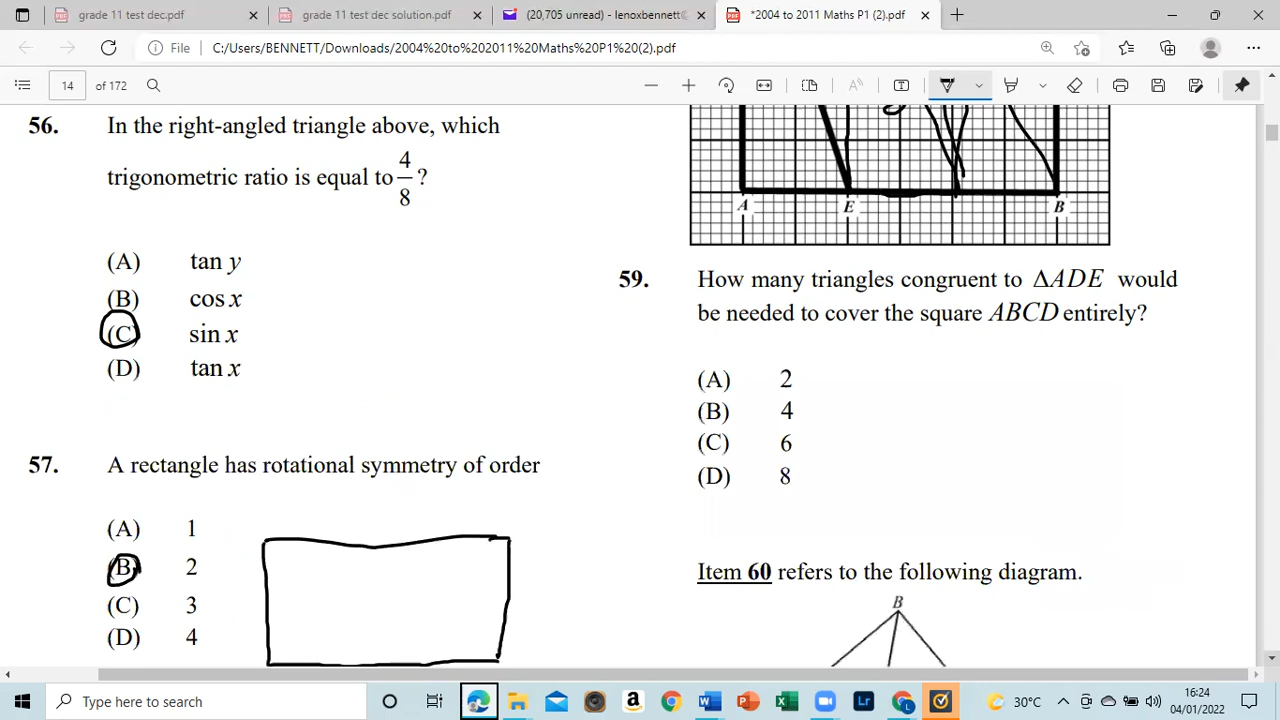 grade 11 test dec.pdf
grade 11 test dec solution.pdf
(20,705 unread) - lenoxbennett
*2004 to 2011 Maths P1 (2).pdf
File
C:/Users/BENNETT/Downloads/2004%20to%202011%20Maths%20P1%20(2).pdf
14 of 172
56. In the right-angled triangle above, which
trigonometric ratio is equal to 4/8 ?
(A) tan y
(B) cos x
(C) sin x
(D) tan x
57. A rectangle has rotational symmetry of order
(A) 1
(B) 2
(C) 3
(D) 4
A E B
59. How many triangles congruent to ΔADE would
be needed to cover the square ABCD entirely?
(A) 2
(B) 4
(C) 6
(D) 8
Item 60 refers to the following diagram.
B
Type here to search
30°C
16:24
04/01/2022